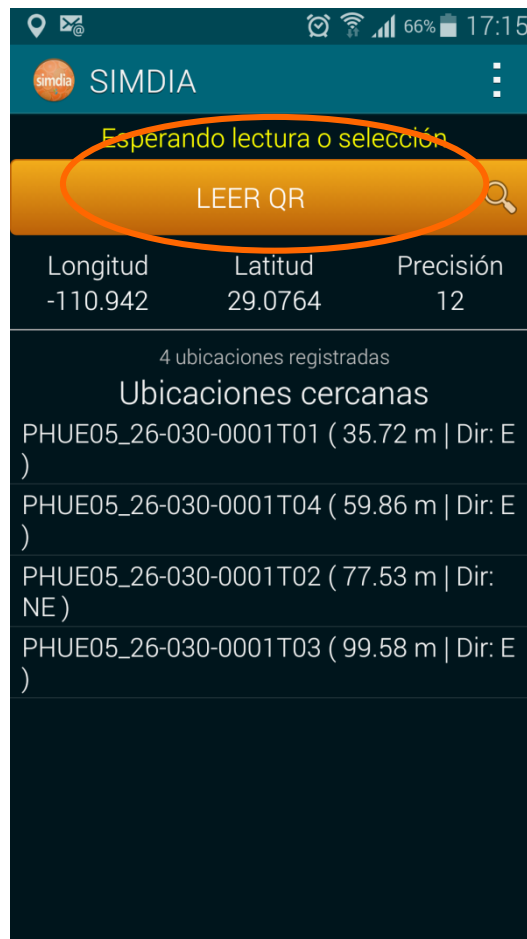 66% 17:15
simdia SIMDIA
Esperando lectura o selección
LEER QR
Longitud Latitud Precisión
-110.942 29.0764 12
4 ubicaciones registradas
Ubicaciones cercanas
PHUE05_26-030-0001T01 ( 35.72 m | Dir: E
)
PHUE05_26-030-0001T04 ( 59.86 m | Dir: E
)
PHUE05_26-030-0001T02 ( 77.53 m | Dir:
NE )
PHUE05_26-030-0001T03 ( 99.58 m | Dir: E
)